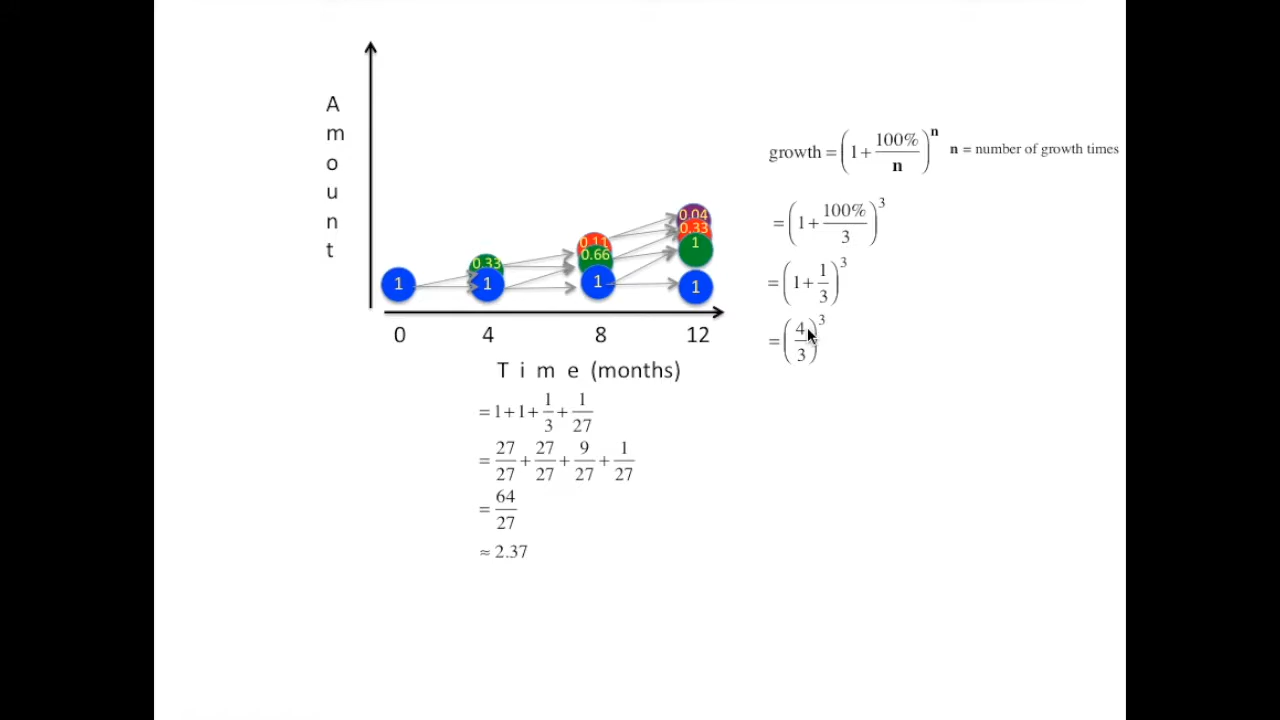 A
m
o
u
n
t
growth = (1 + 100%/n)^n n = number of growth times
= (1 + 100%/3)^3
= (1 + 1/3)^3
= (4/3)^3
0.04
0.33
1
0.11
0.66
0.33
1 1 1 1
0 4 8 12
T i m e (months)
= 1 + 1 + 1/3 + 1/27
= 27/27 + 27/27 + 9/27 + 1/27
= 64/27
≈ 2.37